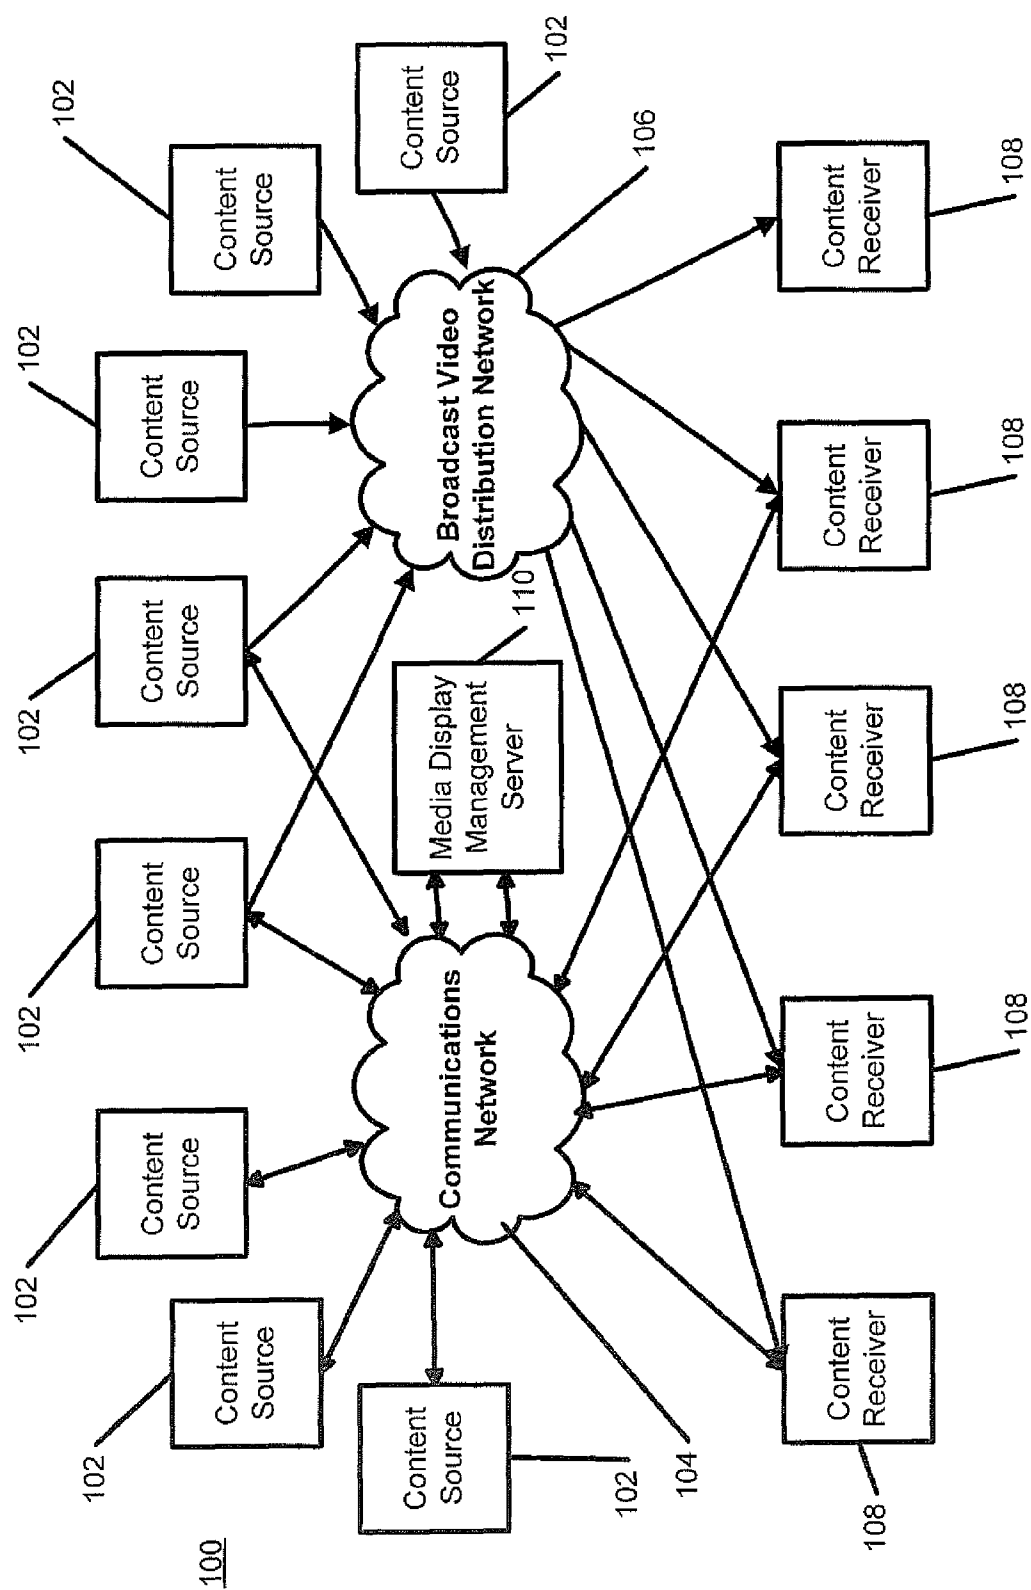 100
102
Content
Source
102
Content
Source
102
Content
Source
102
Content
Source
102
Content
Source
102
Content
Source
102
Content
Source
102
Content
Source
104
Communications
Network
110
Media Display
Management
Server
106
Broadcast Video
Distribution Network
108
Content
Receiver
108
Content
Receiver
108
Content
Receiver
108
Content
Receiver
108
Content
Receiver